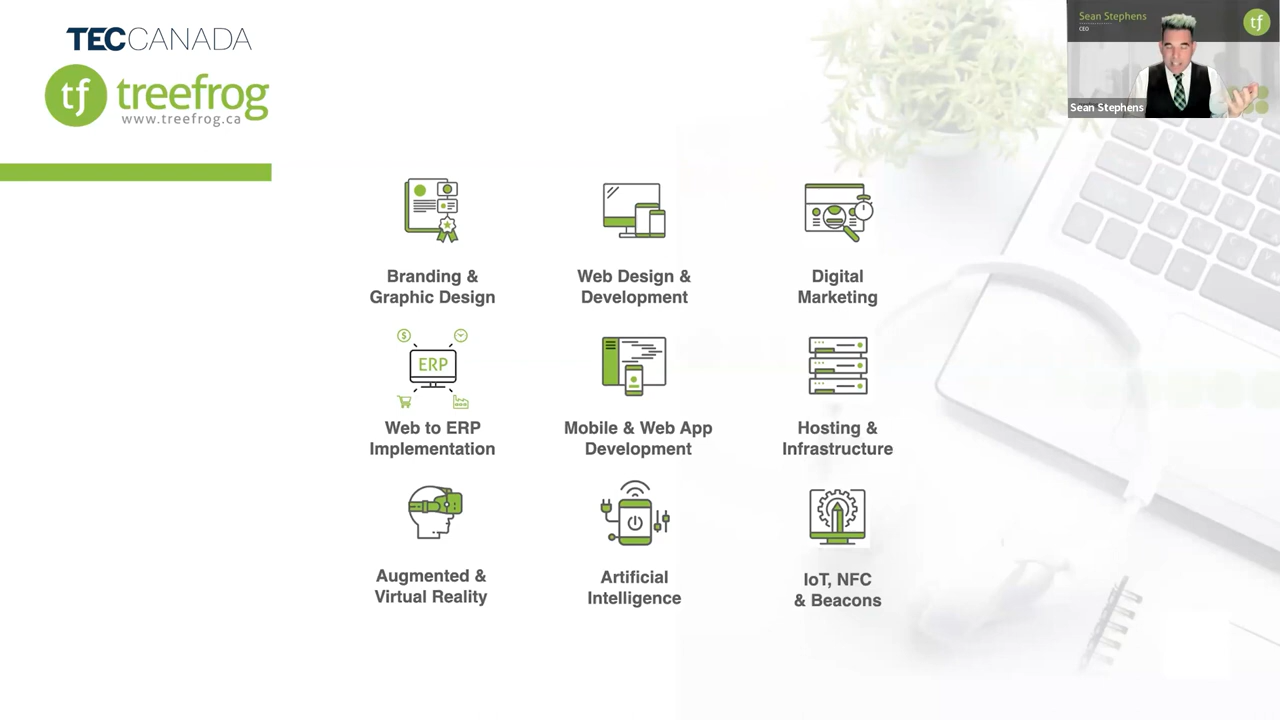 TECCANADA
tf treefrog
www.treefrog.ca
Sean Stephens
CEO
tf
Sean Stephens
Branding &
Graphic Design
Web Design &
Development
Digital
Marketing
$
ERP
Web to ERP
Implementation
Mobile & Web App
Development
Hosting &
Infrastructure
Augmented &
Virtual Reality
Artificial
Intelligence
IoT, NFC
& Beacons